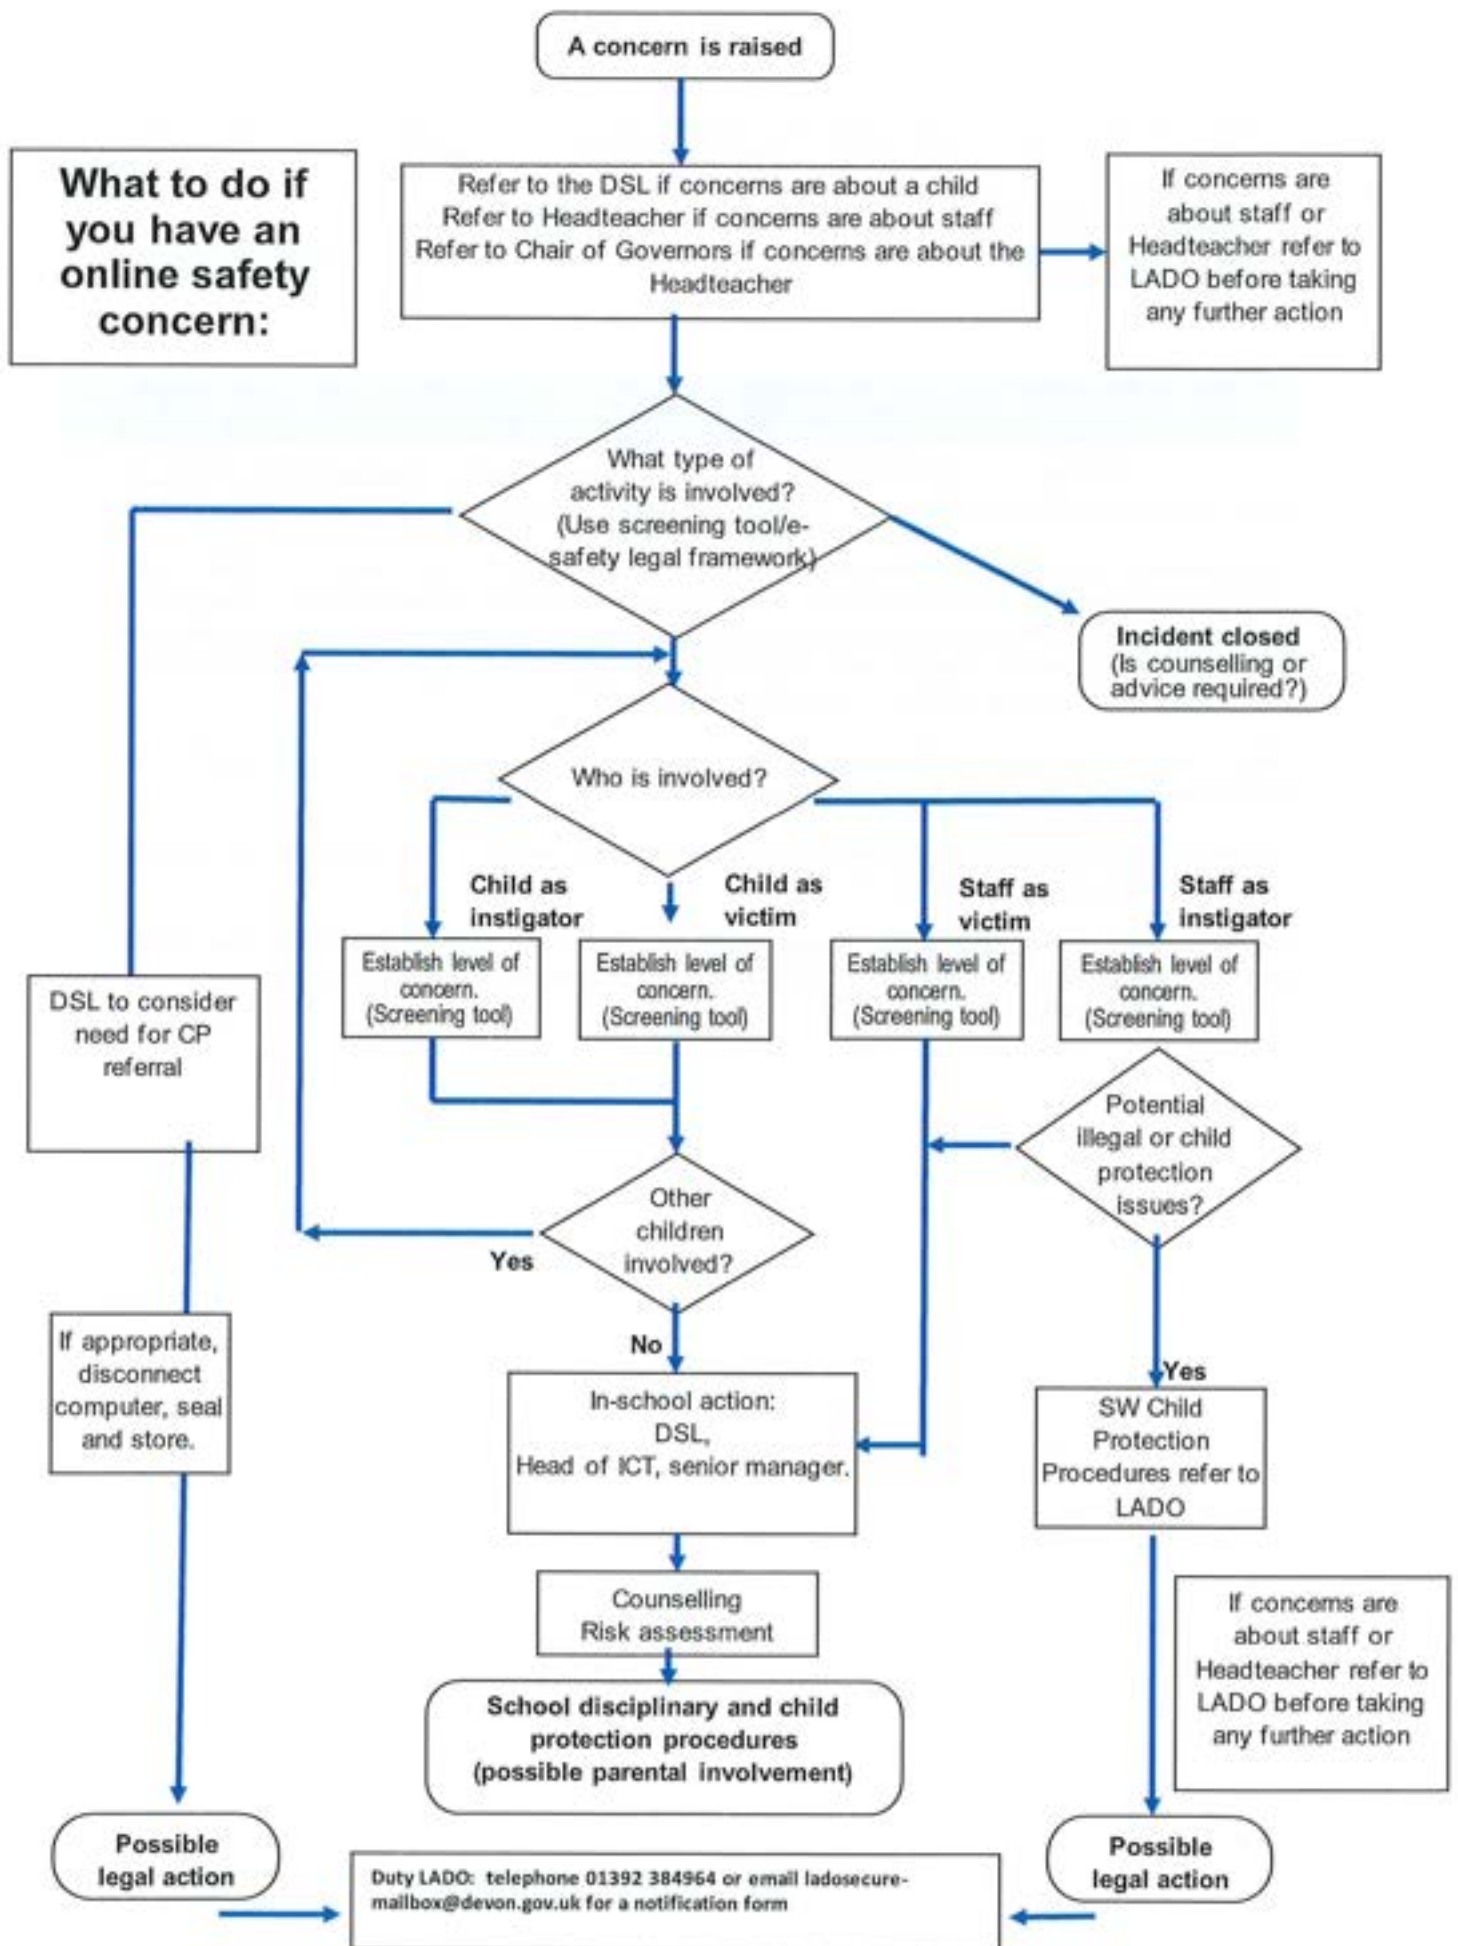 A concern is raised
What to do if
you have an
online safety
concern:
Refer to the DSL if concerns are about a child
Refer to Headteacher if concerns are about staff
Refer to Chair of Governors if concerns are about the
Headteacher
If concerns are
about staff or
Headteacher refer to
LADO before taking
any further action
What type of
activity is involved?
(Use screening tool/e-
safety legal framework)
Incident closed
(Is counselling or
advice required?)
Who is involved?
Child as
instigator
Child as
victim
Staff as
victim
Staff as
instigator
Establish level of
concern.
(Screening tool)
Establish level of
concern.
(Screening tool)
Establish level of
concern.
(Screening tool)
Establish level of
concern.
(Screening tool)
DSL to consider
need for CP
referral
Potential
illegal or child
protection
issues?
Other
children
involved?
Yes
No
If appropriate,
disconnect
computer, seal
and store.
In-school action:
DSL,
Head of ICT, senior manager.
Yes
SW Child
Protection
Procedures refer to
LADO
Counselling
Risk assessment
If concerns are
about staff or
Headteacher refer to
LADO before taking
any further action
School disciplinary and child
protection procedures
(possible parental involvement)
Possible
legal action
Possible
legal action
Duty LADO: telephone 01392 384964 or email ladosecure-
mailbox@devon.gov.uk for a notification form